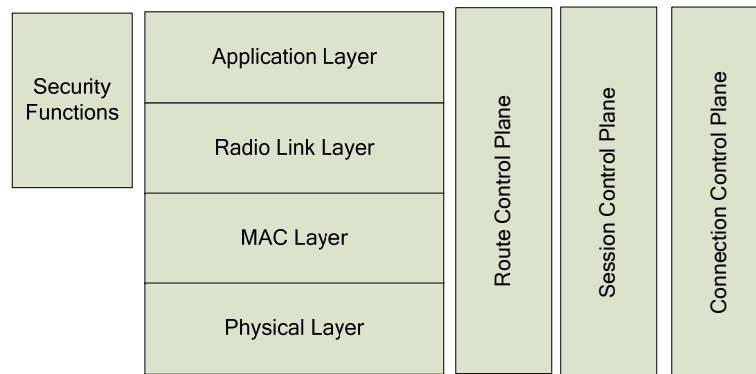 Security
Functions
Application Layer
Radio Link Layer
MAC Layer
Physical Layer
Route Control Plane
Session Control Plane
Connection Control Plane